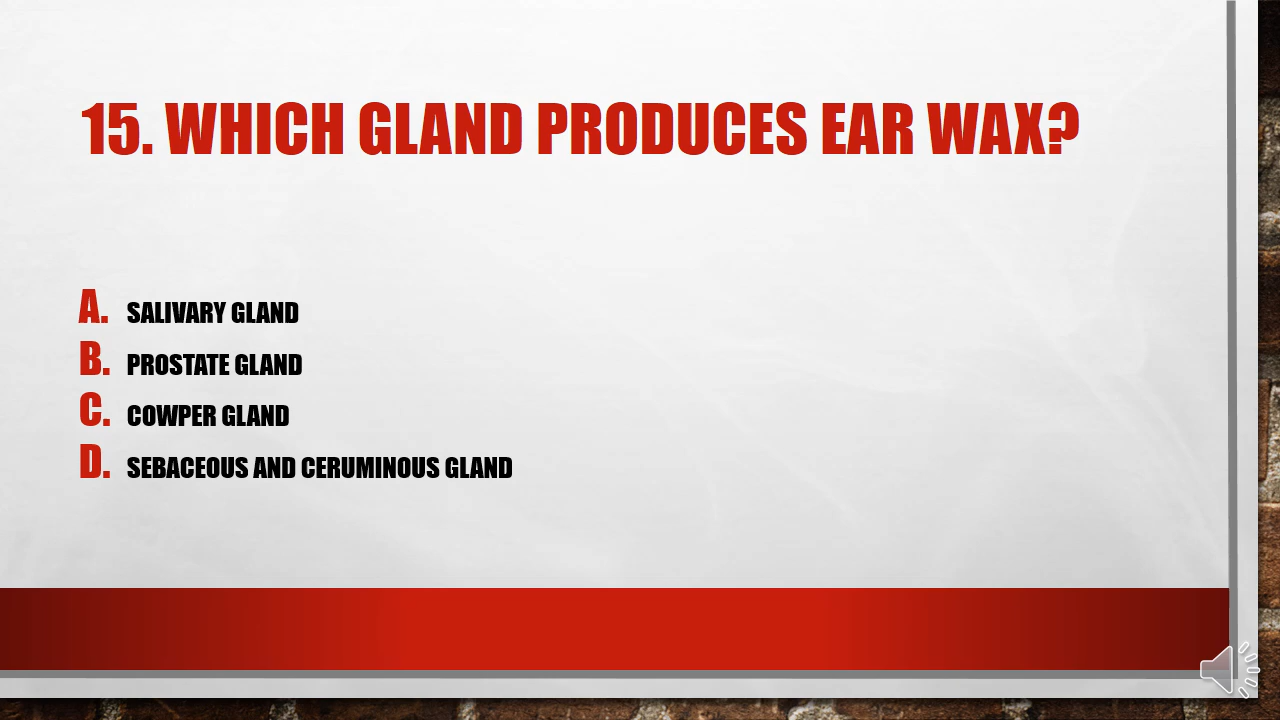 15. WHICH GLAND PRODUCES EAR WAX?
A. SALIVARY GLAND
B. PROSTATE GLAND
C. COWPER GLAND
D. SEBACEOUS AND CERUMINOUS GLAND